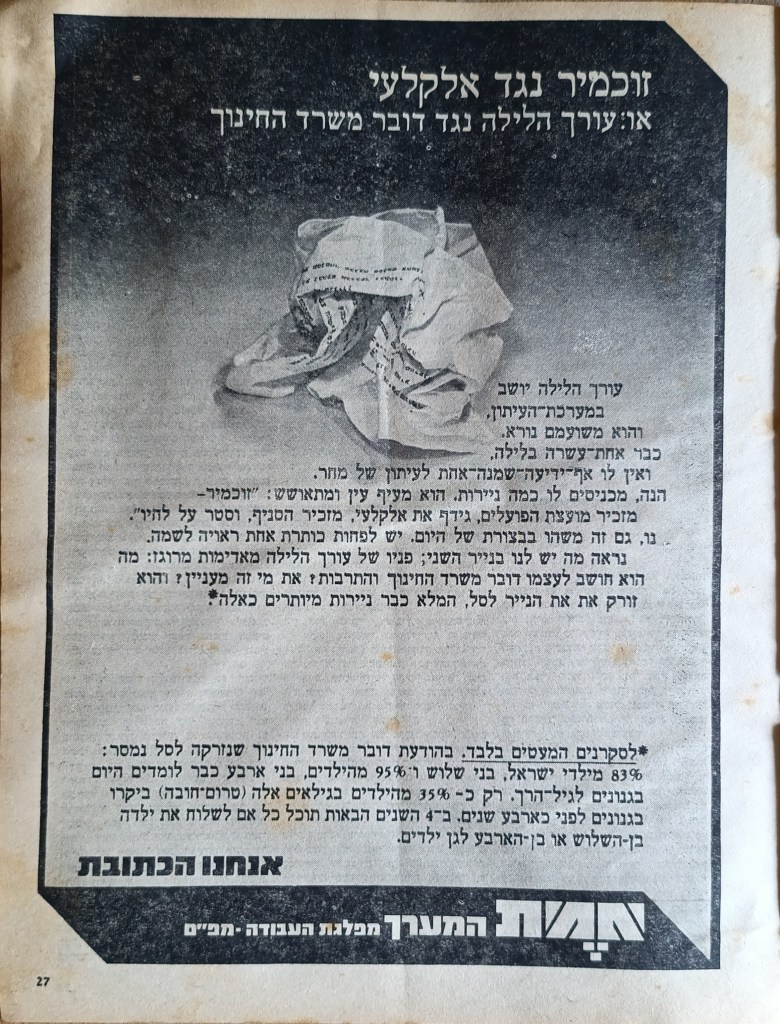 זוכמיר נגד אלקלעי
או: עורך הלילה נגד דובר משרד החינוך
עורך הלילה יושב
במערכת־העיתון,
והוא משועמם נורא.
כבר אחת־עשרה בלילה,
ואין לו אף־ידיעה־שמנה־אחת לעיתון של מחר.
הנה, מכניסים לו כמה ניירות. הוא מעיף עין ומתאושש: "זוכמיר–
מזכיר מועצת הפועלים, גידף את אלקלעי, מזכיר הסניף, וסטר על לחיו".
נו, גם זה משהו בבצורת של היום. יש לפחות כותרת אחת ראויה לשמה.
נראה מה יש לנו בנייר השני; פניו של עורך הלילה מאדימות מרוגז: מה
הוא חושב לעצמו דובר משרד החינוך והתרבות? את מי זה מעניין? והוא
זורק את את הנייר לסל, המלא כבר ניירות מיותרים כאלה*.
*לסקרנים המעטים בלבד. בהודעת דובר משרד החינוך שנזרקה לסל נמסר:
83% מילדי ישראל, בני שלוש ו 95% מהילדים, בני ארבע כבר לומדים היום
בגנונים לגיל־הרך. רק כ– 35% מהילדים בגילאים אלה (טרום־חובה) ביקרו
בגנונים לפני כארבע שנים. ב־4 השנים הבאות תוכל כל אם לשלוח את ילדה
בן־השלוש או בן־הארבע לגן ילדים.
אנחנו הכתובת
אמת המערך מפלגת העבודה ·מפ״ם
27